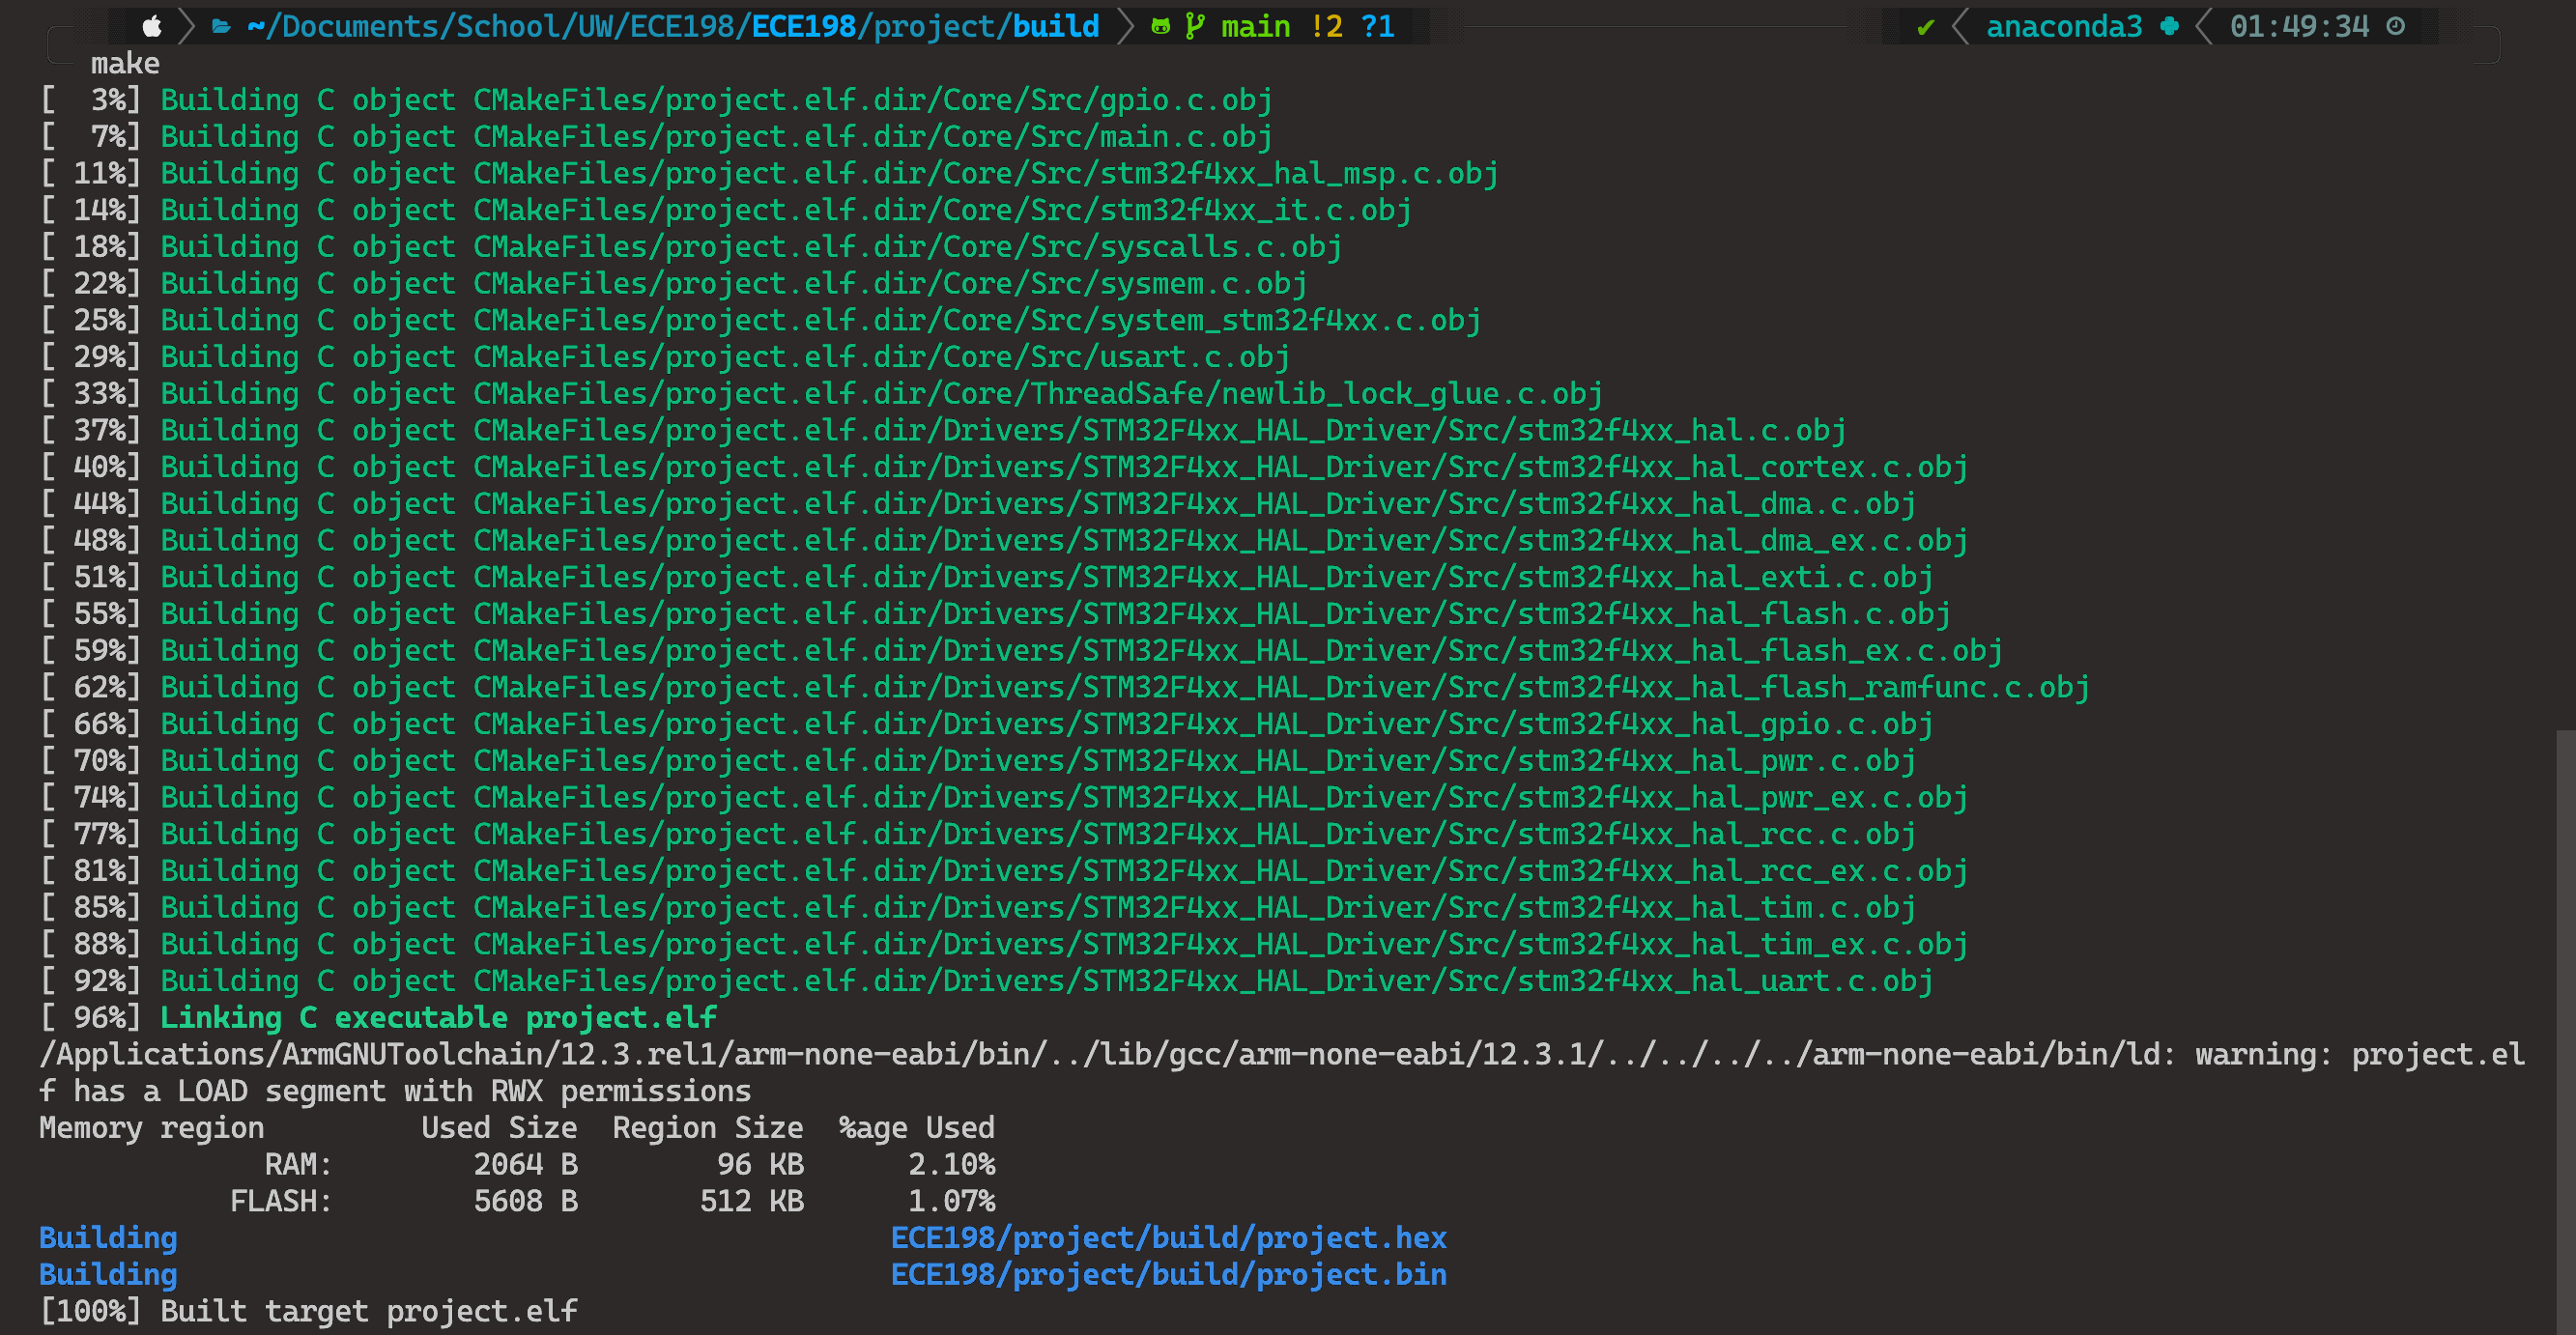 ~/Documents/School/UW/ECE198/ECE198/project/build main !2 ?1 ✔ anaconda3 01:49:34
make
[  3%] Building C object CMakeFiles/project.elf.dir/Core/Src/gpio.c.obj
[  7%] Building C object CMakeFiles/project.elf.dir/Core/Src/main.c.obj
[ 11%] Building C object CMakeFiles/project.elf.dir/Core/Src/stm32f4xx_hal_msp.c.obj
[ 14%] Building C object CMakeFiles/project.elf.dir/Core/Src/stm32f4xx_it.c.obj
[ 18%] Building C object CMakeFiles/project.elf.dir/Core/Src/syscalls.c.obj
[ 22%] Building C object CMakeFiles/project.elf.dir/Core/Src/sysmem.c.obj
[ 25%] Building C object CMakeFiles/project.elf.dir/Core/Src/system_stm32f4xx.c.obj
[ 29%] Building C object CMakeFiles/project.elf.dir/Core/Src/usart.c.obj
[ 33%] Building C object CMakeFiles/project.elf.dir/Core/ThreadSafe/newlib_lock_glue.c.obj
[ 37%] Building C object CMakeFiles/project.elf.dir/Drivers/STM32F4xx_HAL_Driver/Src/stm32f4xx_hal.c.obj
[ 40%] Building C object CMakeFiles/project.elf.dir/Drivers/STM32F4xx_HAL_Driver/Src/stm32f4xx_hal_cortex.c.obj
[ 44%] Building C object CMakeFiles/project.elf.dir/Drivers/STM32F4xx_HAL_Driver/Src/stm32f4xx_hal_dma.c.obj
[ 48%] Building C object CMakeFiles/project.elf.dir/Drivers/STM32F4xx_HAL_Driver/Src/stm32f4xx_hal_dma_ex.c.obj
[ 51%] Building C object CMakeFiles/project.elf.dir/Drivers/STM32F4xx_HAL_Driver/Src/stm32f4xx_hal_exti.c.obj
[ 55%] Building C object CMakeFiles/project.elf.dir/Drivers/STM32F4xx_HAL_Driver/Src/stm32f4xx_hal_flash.c.obj
[ 59%] Building C object CMakeFiles/project.elf.dir/Drivers/STM32F4xx_HAL_Driver/Src/stm32f4xx_hal_flash_ex.c.obj
[ 62%] Building C object CMakeFiles/project.elf.dir/Drivers/STM32F4xx_HAL_Driver/Src/stm32f4xx_hal_flash_ramfunc.c.obj
[ 66%] Building C object CMakeFiles/project.elf.dir/Drivers/STM32F4xx_HAL_Driver/Src/stm32f4xx_hal_gpio.c.obj
[ 70%] Building C object CMakeFiles/project.elf.dir/Drivers/STM32F4xx_HAL_Driver/Src/stm32f4xx_hal_pwr.c.obj
[ 74%] Building C object CMakeFiles/project.elf.dir/Drivers/STM32F4xx_HAL_Driver/Src/stm32f4xx_hal_pwr_ex.c.obj
[ 77%] Building C object CMakeFiles/project.elf.dir/Drivers/STM32F4xx_HAL_Driver/Src/stm32f4xx_hal_rcc.c.obj
[ 81%] Building C object CMakeFiles/project.elf.dir/Drivers/STM32F4xx_HAL_Driver/Src/stm32f4xx_hal_rcc_ex.c.obj
[ 85%] Building C object CMakeFiles/project.elf.dir/Drivers/STM32F4xx_HAL_Driver/Src/stm32f4xx_hal_tim.c.obj
[ 88%] Building C object CMakeFiles/project.elf.dir/Drivers/STM32F4xx_HAL_Driver/Src/stm32f4xx_hal_tim_ex.c.obj
[ 92%] Building C object CMakeFiles/project.elf.dir/Drivers/STM32F4xx_HAL_Driver/Src/stm32f4xx_hal_uart.c.obj
[ 96%] Linking C executable project.elf
/Applications/ArmGNUToolchain/12.3.rel1/arm-none-eabi/bin/../lib/gcc/arm-none-eabi/12.3.1/../../../../arm-none-eabi/bin/ld: warning: project.el
f has a LOAD segment with RWX permissions
Memory region         Used Size  Region Size  %age Used
             RAM:        2064 B        96 KB      2.10%
           FLASH:        5608 B       512 KB      1.07%
Building ECE198/project/build/project.hex
Building ECE198/project/build/project.bin
[100%] Built target project.elf